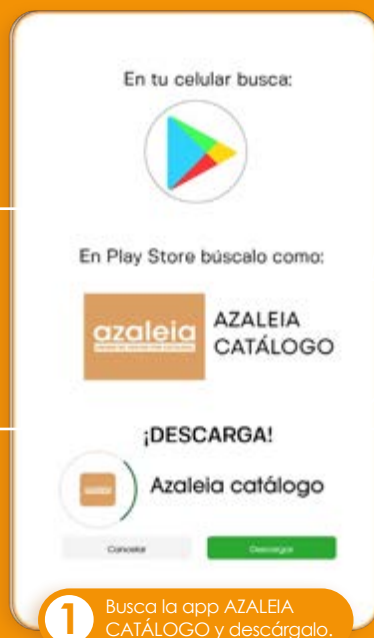 En tu celular busca:
En Play Store búscalo como:
azaleia
AZALEIA
CATÁLOGO
¡DESCARGA!
Azaleia catálogo
Cancelar
Descargar
1
Busca la app AZALEIA
CATÁLOGO y descárgalo.